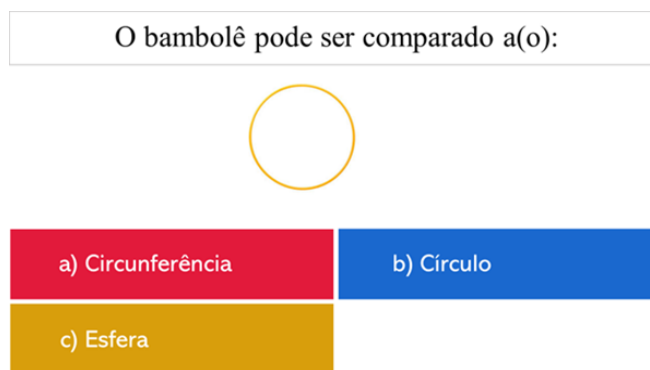 O bambolê pode ser comparado a(o):
a) Circunferência
b) Círculo
c) Esfera